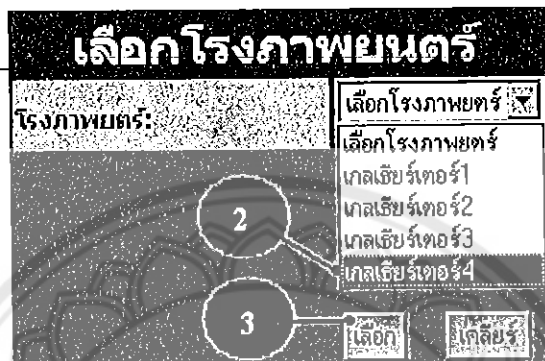 เลือกโรงภาพยนตร์
โรงภาพยตร์:
เลือกโรงภาพยตร์
เลือกโรงภาพยตร์
เกลเธียร์เทอร์1
เกลเธียร์เทอร์2
เกลเธียร์เทอร์3
เกลเธียร์เทอร์4
2
3
เลือก
เคลียร์